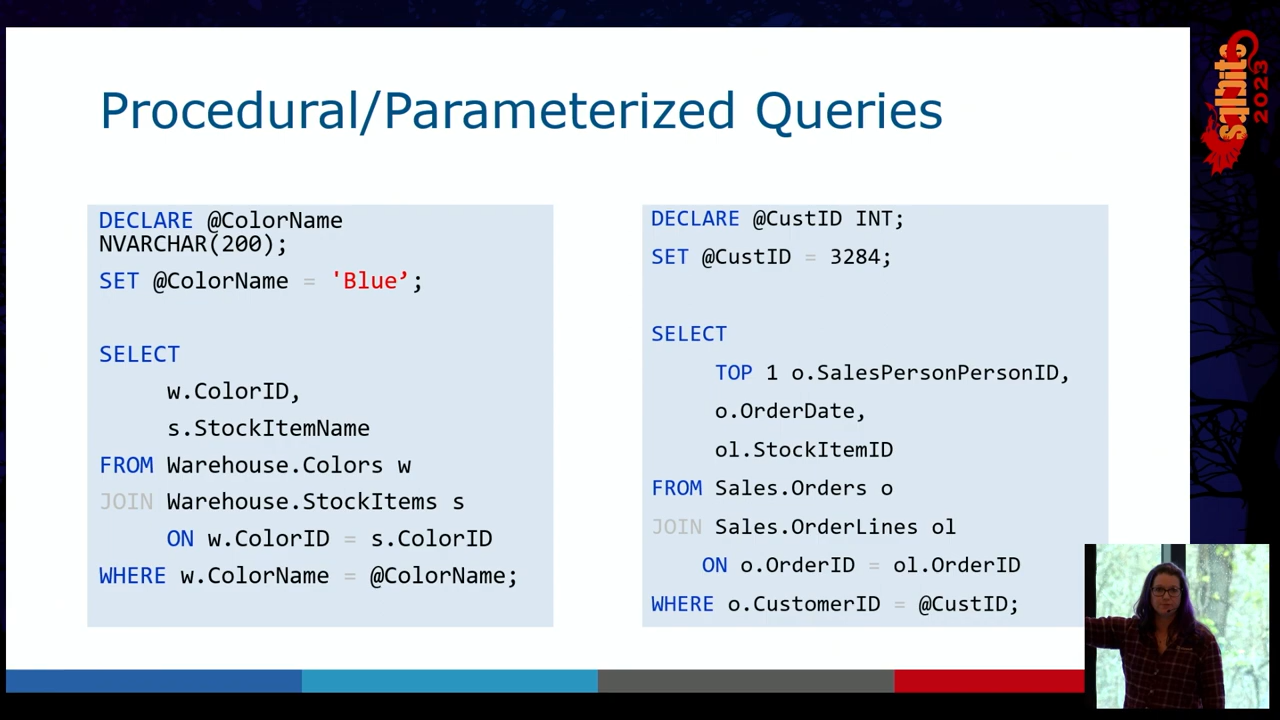 Procedural/Parameterized Queries
DECLARE @ColorName
NVARCHAR(200);
SET @ColorName = 'Blue’;
SELECT
w.ColorID,
s.StockItemName
FROM Warehouse.Colors w
JOIN Warehouse.StockItems s
ON w.ColorID = s.ColorID
WHERE w.ColorName = @ColorName;
DECLARE @CustID INT;
SET @CustID = 3284;
SELECT
TOP 1 o.SalesPersonPersonID,
o.OrderDate,
ol.StockItemID
FROM Sales.Orders o
JOIN Sales.OrderLines ol
ON o.OrderID = ol.OrderID
WHERE o.CustomerID = @CustID;
sqlbits
2023